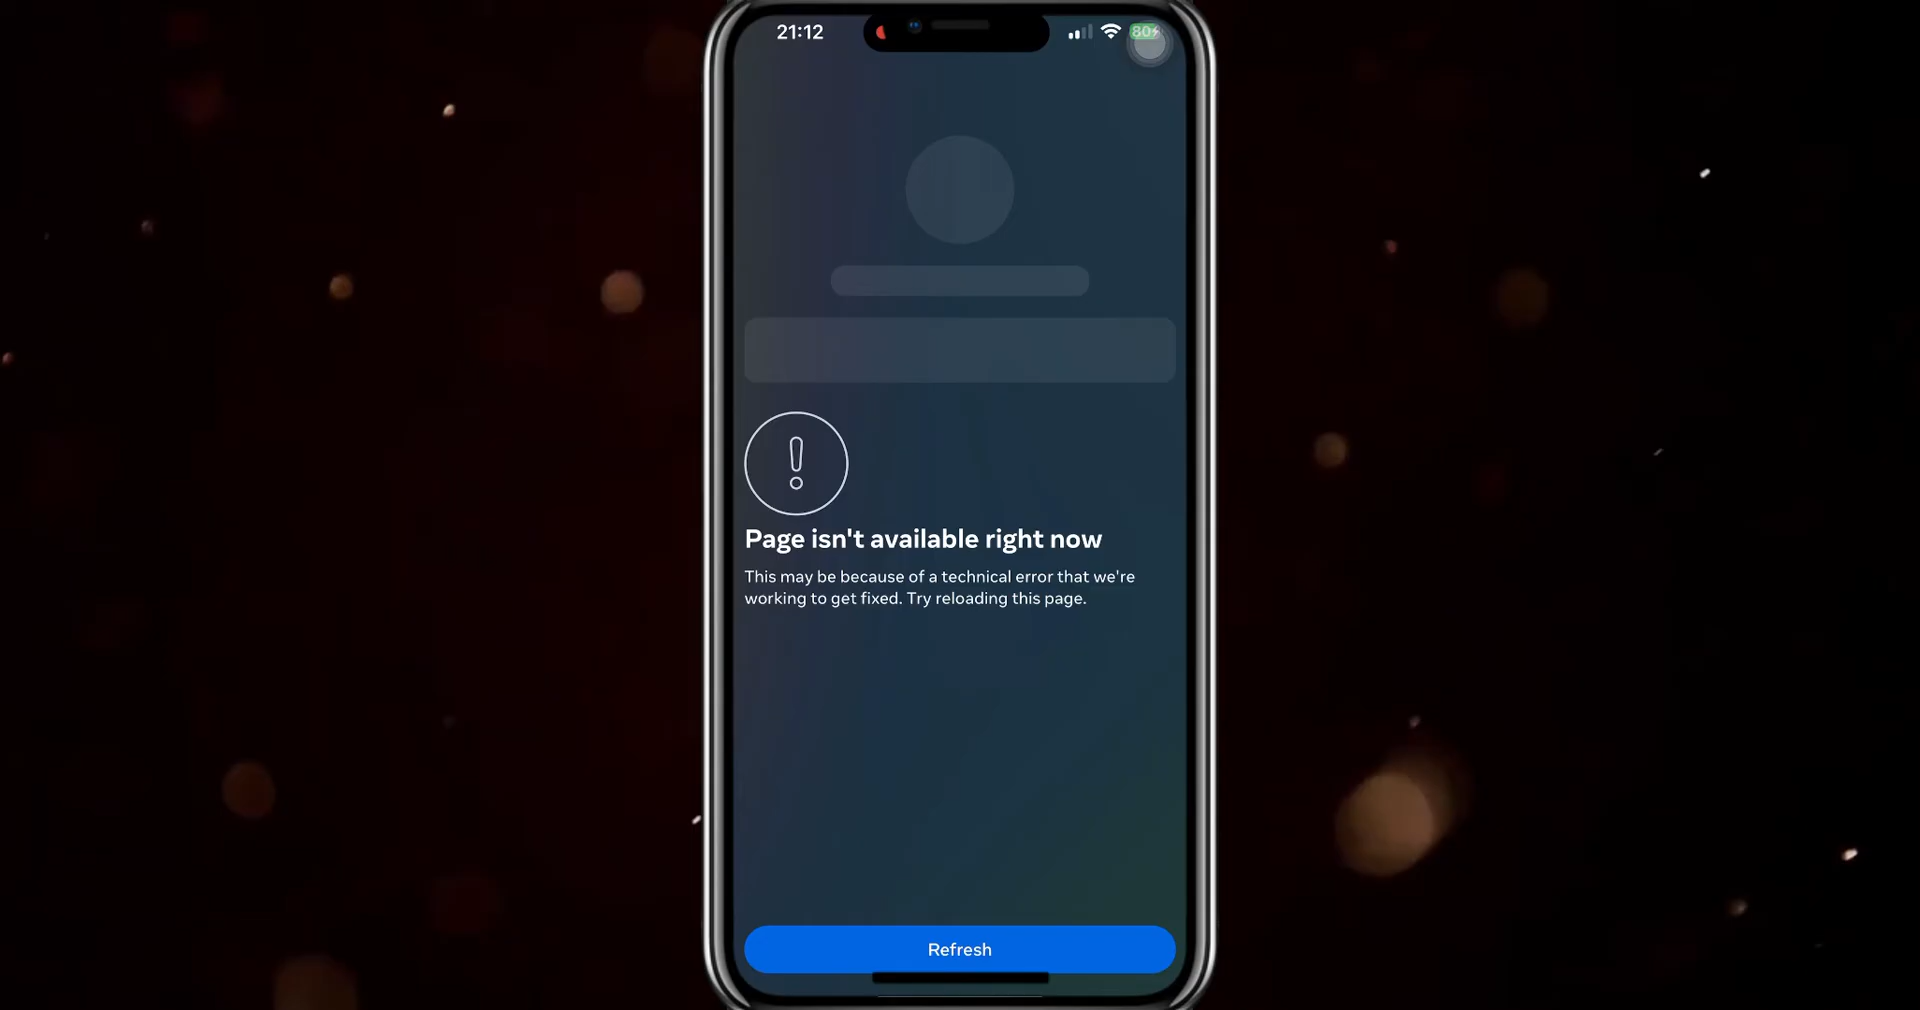 21:12
80
Page isn't available right now
This may be because of a technical error that we're
working to get fixed. Try reloading this page.
Refresh